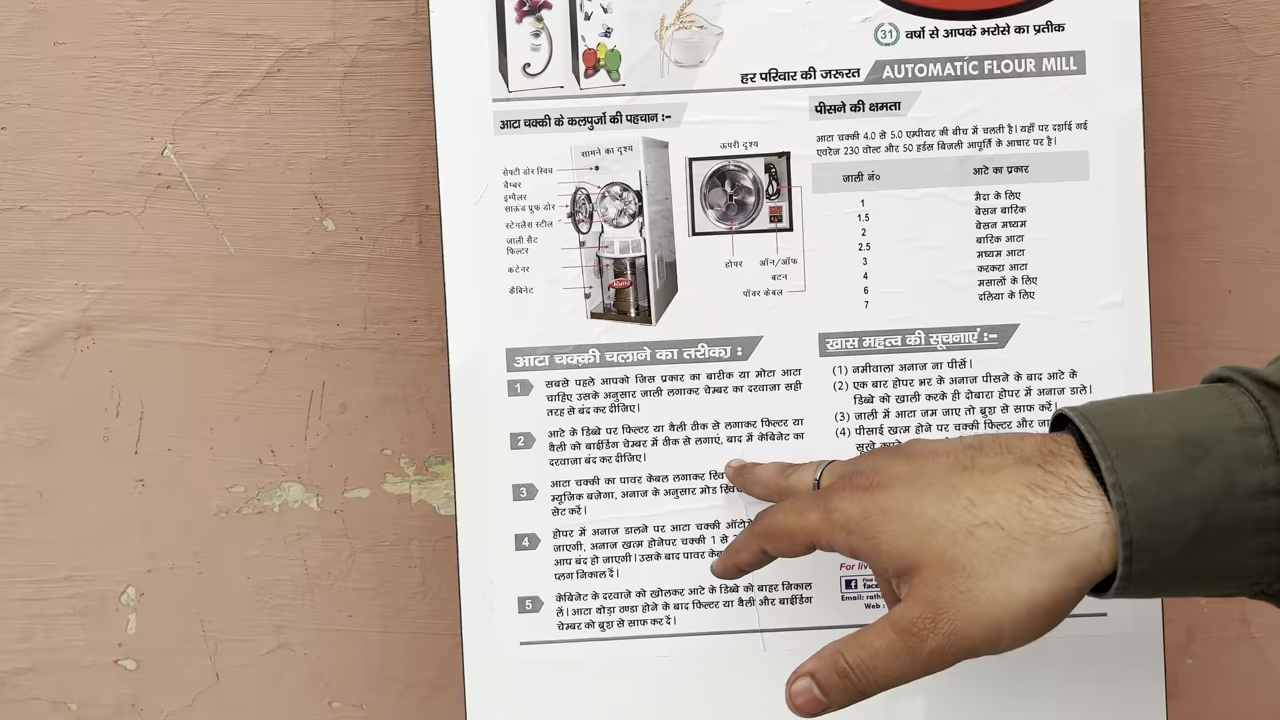 31 वर्षो से आपके भरोसे का प्रतीक
हर परिवार की जरूरत AUTOMATIC FLOUR MILL
आटा चक्की के कलपुर्जो की पहचान :-
सामने का दृश्य
सेफ्टी डोर स्विच
चैम्बर
इम्पैलर
साऊंड प्रुफ डोर
स्टेनलैस स्टील
जाली सैट
फिल्टर
कंटेनर
कैबिनेट
Rathi
ऊपरी दृश्य
होपर
ऑन/ऑफ
बटन
पॉवर केबल
पीसने की क्षमता
आटा चक्की 4.0 से 5.0 एम्पीयर की बीच में चलती है। यहाँ पर दर्शाई गई
एवरेज 230 वोल्ट और 50 हर्डस बिजली आपूर्ति के आधार पर है।
जाली नं० आटे का प्रकार
1 मैदा के लिए
1.5 बेसन बारिक
2 बेसन मध्यम
2.5 बारिक आटा
3 मध्यम आटा
4 करकरा आटा
6 मसालों के लिए
7 दलिया के लिए
आटा चक्की चलाने का तरीका :
1 सबसे पहले आपको जिस प्रकार का बारीक या मोटा आटा
चाहिए उसके अनुसार जाली लगाकर चेम्बर का दरवाजा सही
तरह से बंद कर दीजिए।
2 आटे के डिब्बे पर फिल्टर या थैली ठीक से लगाकर फिल्टर या
थैली को बाईडिंग चेम्बर में ठीक से लगाएं, बाद में केबिनेट का
दरवाजा बंद कर दीजिए।
3 आटा चक्की का पावर केबल लगाकर
म्यूजिक बजेगा, अनाज के अनुसार मोड स्विच
सेट करें।
4 होपर में अनाज डालने पर आटा चक्की
जाएगी, अनाज खत्म होनेपर चक्की 1 से
आप बंद हो जाएगी। उसके बाद पावर
प्लग निकाल दें।
5 केबिनेट के दरवाजे को खोलकर आटे के डिब्बे को बाहर निकाल
लें। आटा थोड़ा ठण्डा होने के बाद फिल्टर या थैली और बाईडिंग
चेम्बर को ब्रुश से साफ कर दें।
खास महत्व की सूचनाएं :-
(1) नमीवाला अनाज ना पीसें।
(2) एक बार होपर भर के अनाज पीसने के बाद आटे के
डिब्बे को खाली करके ही दोबारा होपर में अनाज डाले।
(3) जाली में आटा जम जाए तो ब्रुश से साफ करें।
(4) पीसाई खत्म होने पर चक्की फिल्टर और
सूखे
For
Find
Email:
Web :